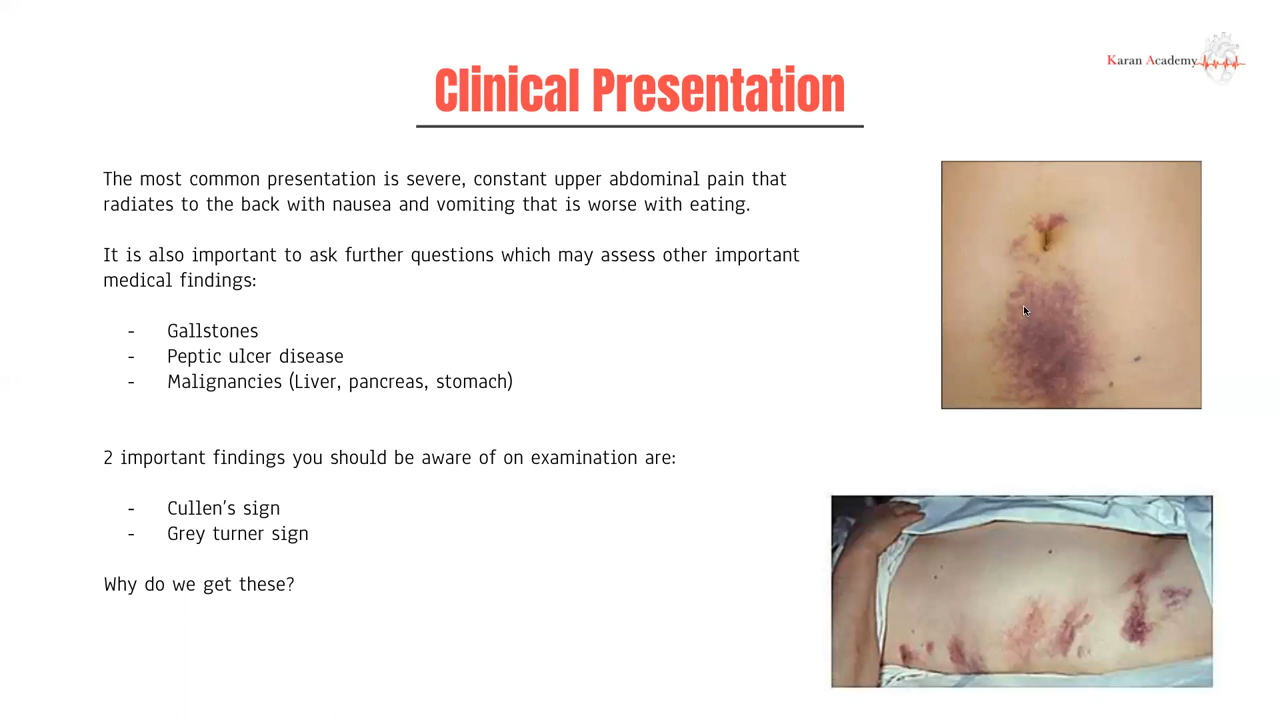 Karan Academy
Clinical Presentation
The most common presentation is severe, constant upper abdominal pain that
radiates to the back with nausea and vomiting that is worse with eating.
It is also important to ask further questions which may assess other important
medical findings:
- Gallstones
- Peptic ulcer disease
- Malignancies (Liver, pancreas, stomach)
2 important findings you should be aware of on examination are:
- Cullen's sign
- Grey turner sign
Why do we get these?